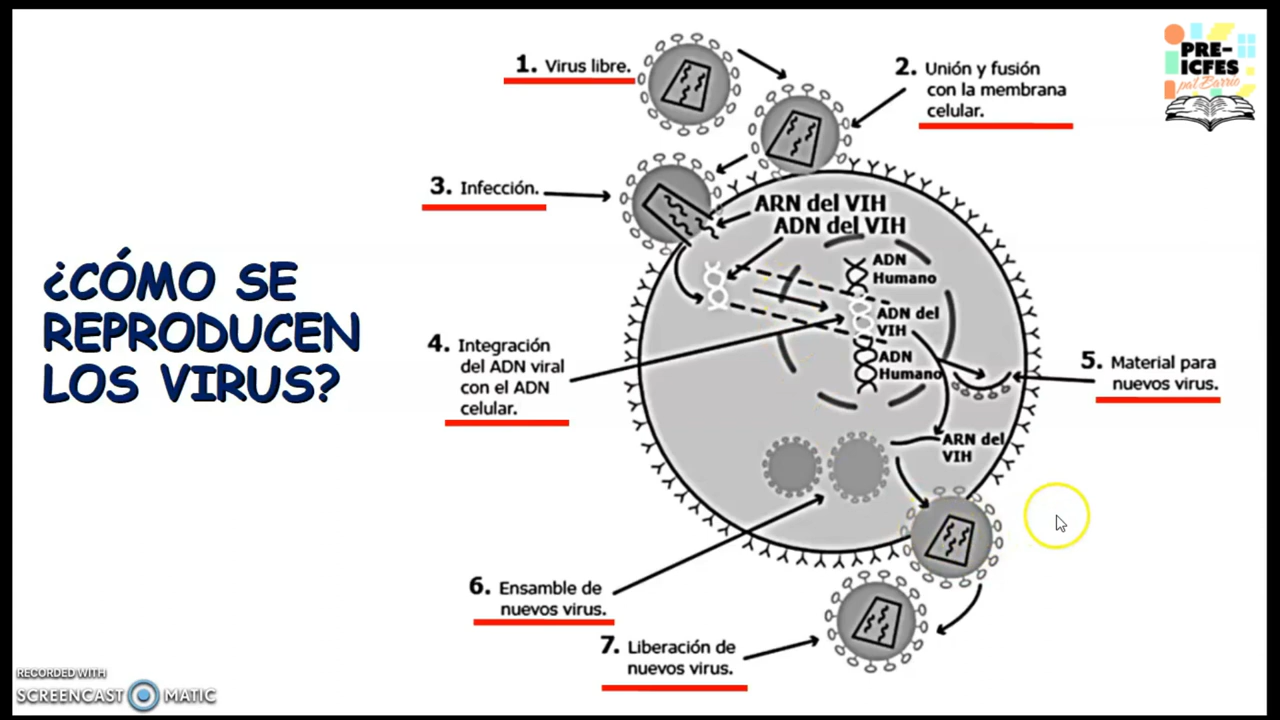 PRE-
ICFES
pa'l Barrio
1. Virus libre.
2. Unión y fusión
con la membrana
celular.
3. Infección.
ARN del VIH
ADN del VIH
ADN
Humano
ADN del
VIH
ADN
Humano
¿CÓMO SE
REPRODUCEN
LOS VIRUS?
4. Integración
del ADN viral
con el ADN
celular.
5. Material para
nuevos virus.
ARN del
VIH
6. Ensamble de
nuevos virus.
7. Liberación de
nuevos virus.
RECORDED WITH
SCREENCAST MATIC